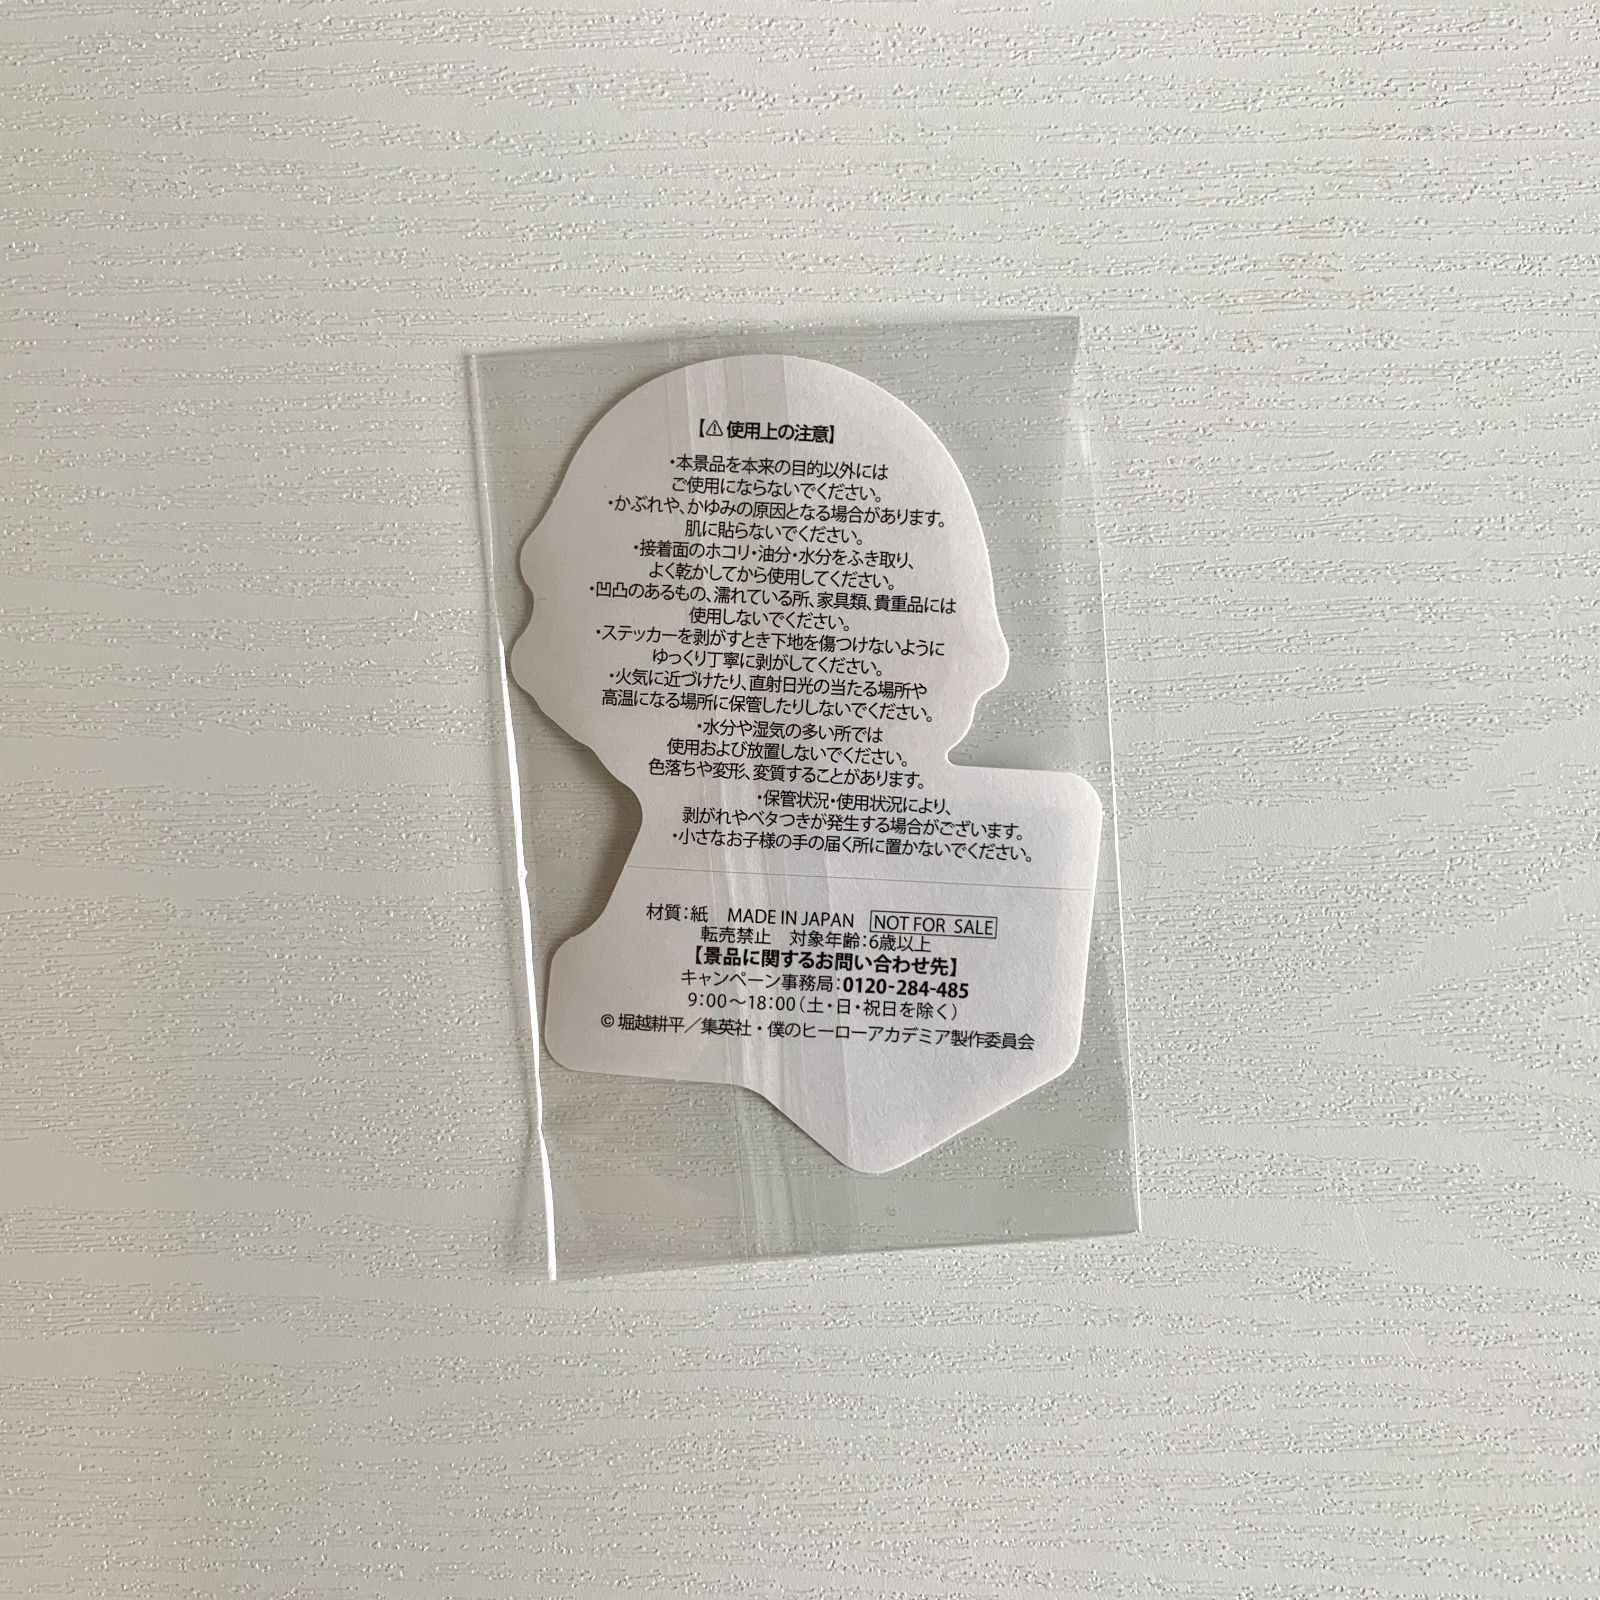 【⚠使用上の注意】
・本景品を本来の目的以外には
ご使用にならないでください。
・かぶれや、かゆみの原因となる場合があります。
肌に貼らないでください。
・接着面のホコリ・油分・水分をふき取り、
よく乾かしてから使用してください。
・凹凸のあるもの、濡れている所、家具類、貴重品には
使用しないでください。
・ステッカーを剥がすとき下地を傷つけないように
ゆっくり丁寧に剥がしてください。
・火気に近づけたり、直射日光の当たる場所や
高温になる場所に保管したりしないでください。
・水分や湿気の多い所では
使用および放置しないでください。
色落ちや変形、変質することがあります。
・保管状況・使用状況により、
剥がれやベタつきが発生する場合がございます。
・小さなお子様の手の届く所に置かないでください。
材質：紙　MADE IN JAPAN　NOT FOR SALE
転売禁止　対象年齢：6歳以上
【景品に関するお問い合わせ先】
キャンペーン事務局：0120-284-485
9：00〜18：00（土・日・祝日を除く）
© 堀越耕平／集英社・僕のヒーローアカデミア製作委員会